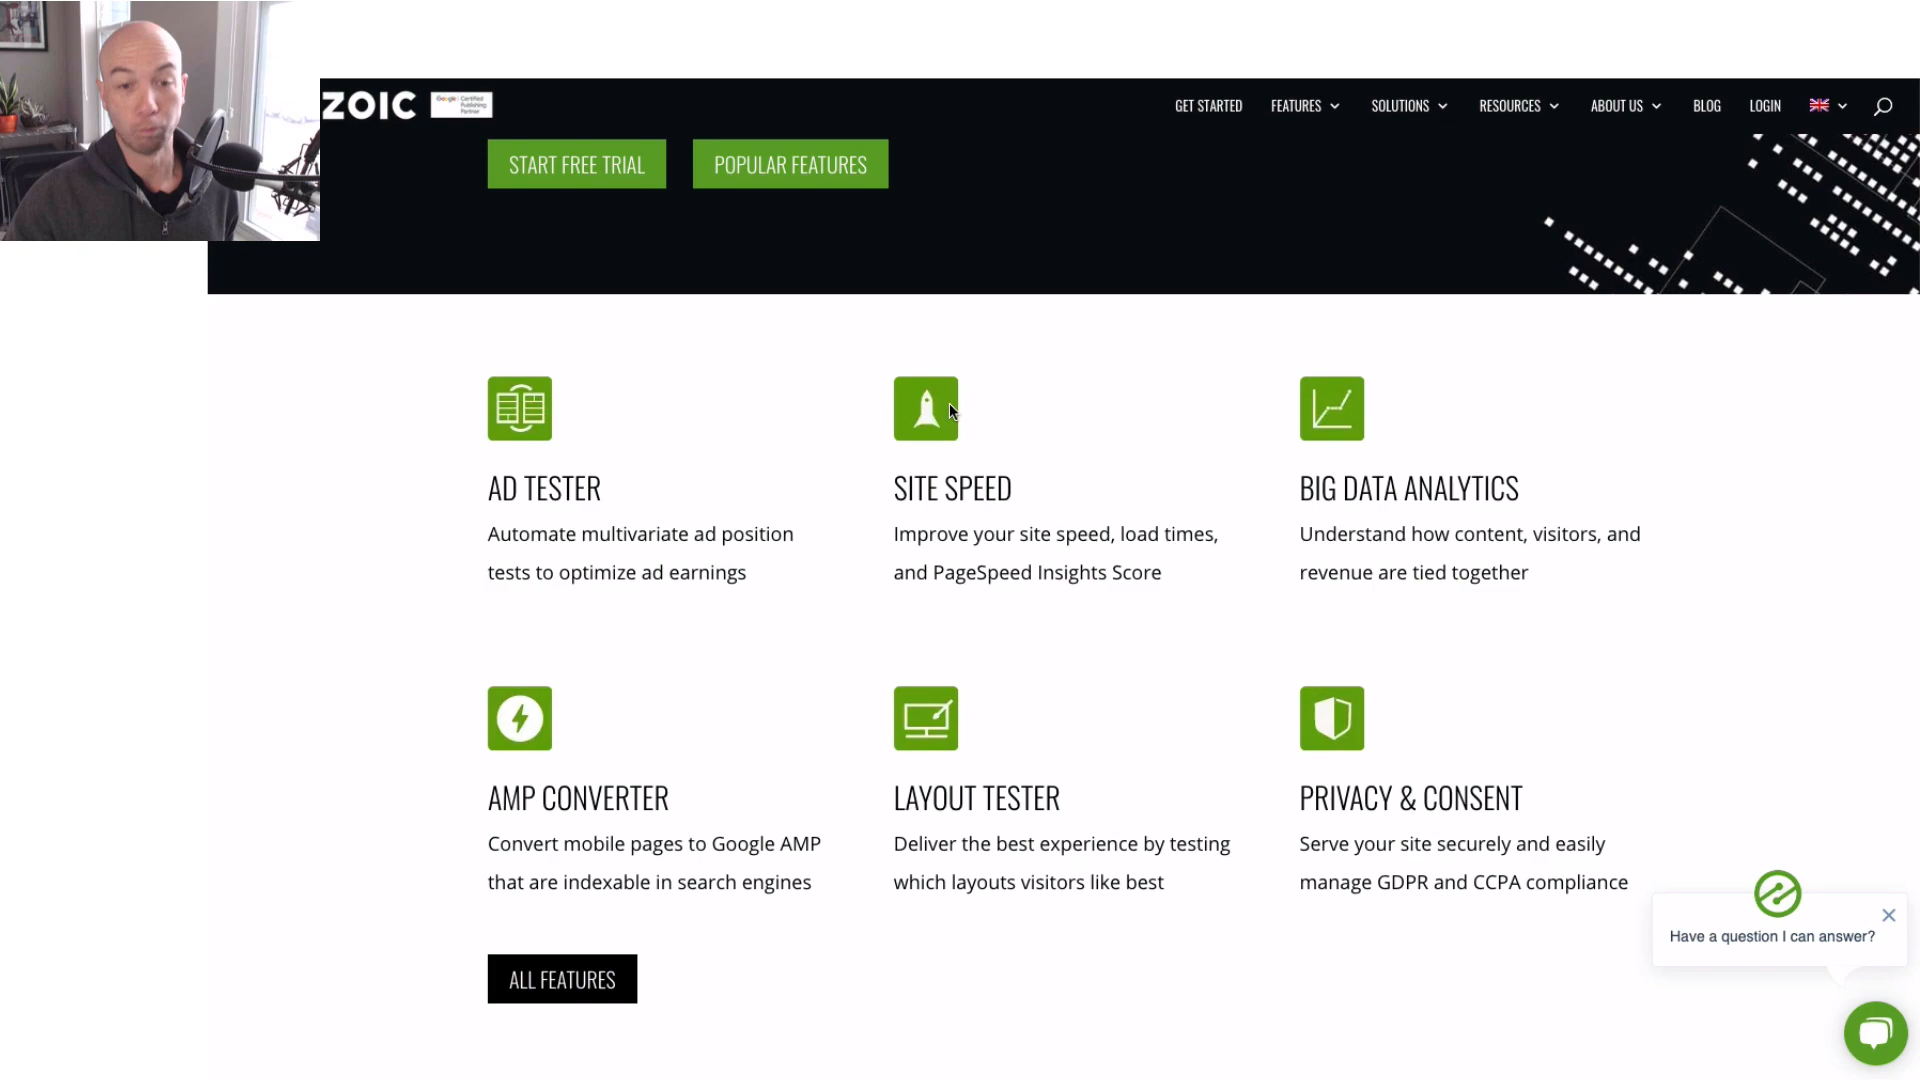 ZOIC
Google Certified
Publishing
Partner
GET STARTED
FEATURES
SOLUTIONS
RESOURCES
ABOUT US
BLOG
LOGIN
START FREE TRIAL
POPULAR FEATURES
AD TESTER
Automate multivariate ad position
tests to optimize ad earnings
SITE SPEED
Improve your site speed, load times,
and PageSpeed Insights Score
BIG DATA ANALYTICS
Understand how content, visitors, and
revenue are tied together
AMP CONVERTER
Convert mobile pages to Google AMP
that are indexable in search engines
LAYOUT TESTER
Deliver the best experience by testing
which layouts visitors like best
PRIVACY & CONSENT
Serve your site securely and easily
manage GDPR and CCPA compliance
ALL FEATURES
Have a question I can answer?